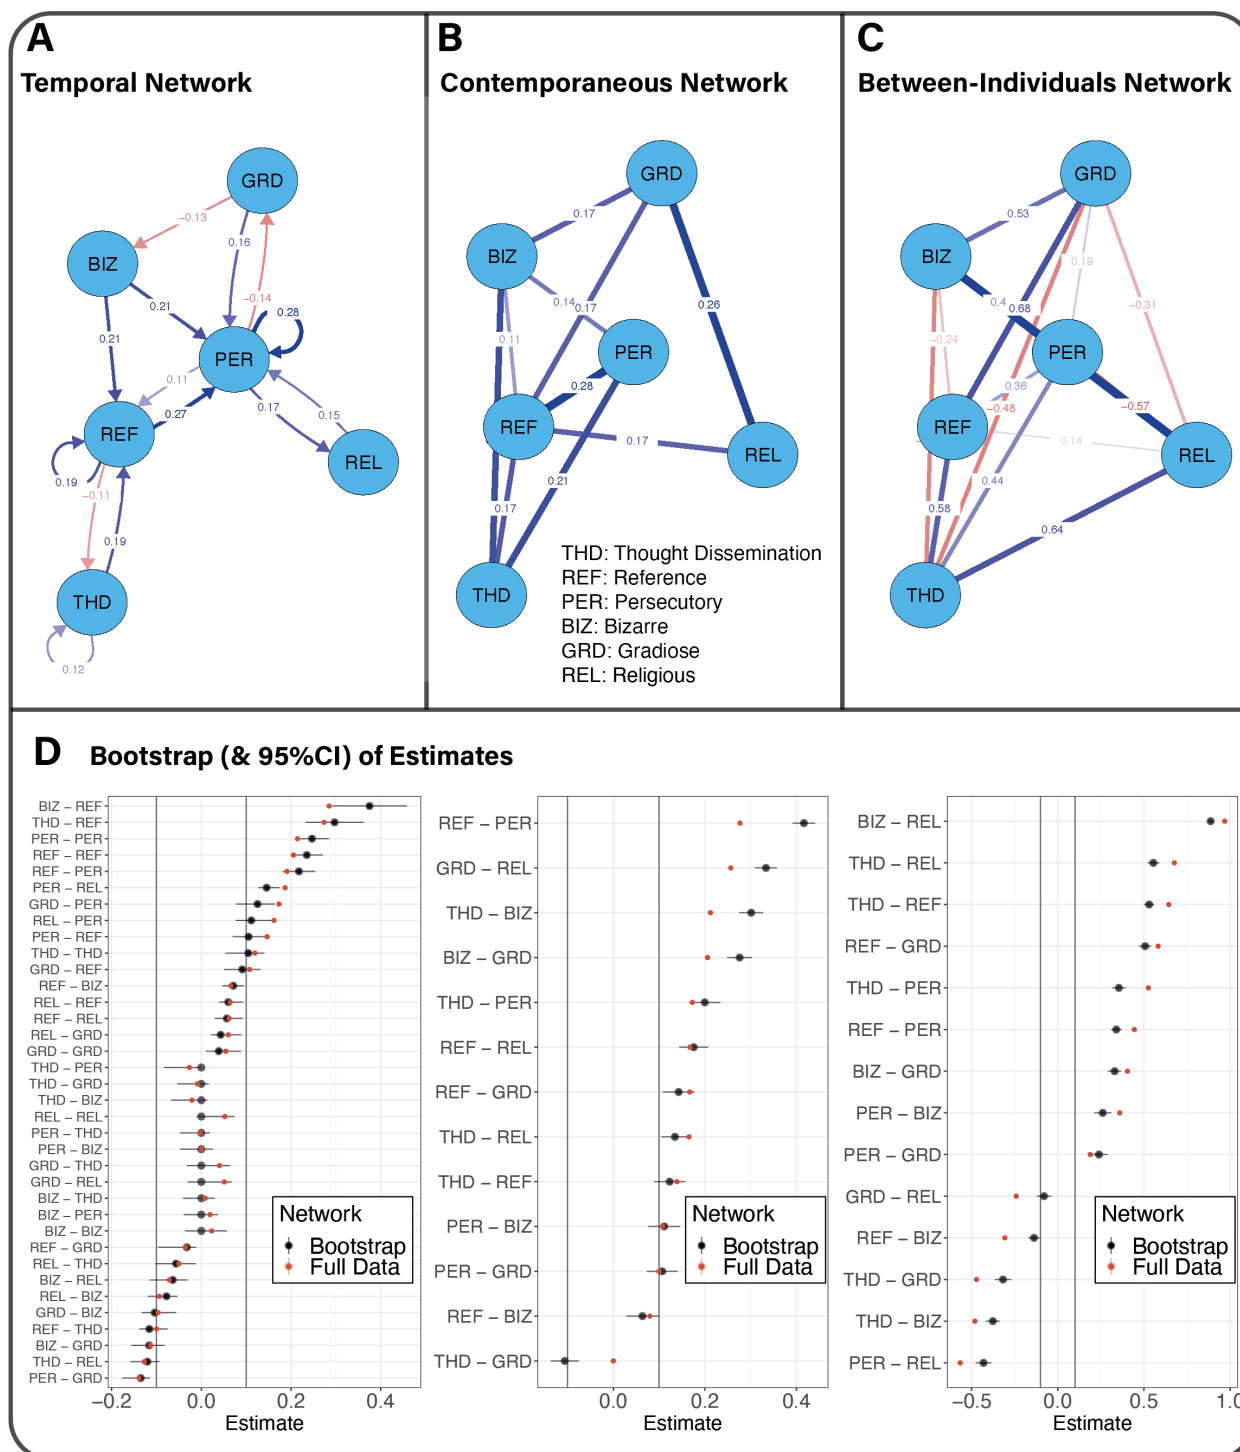 A
Temporal Network
GRD
BIZ
PER
REF
REL
THD
−0.13
0.16
−0.14
0.28
0.21
0.21
0.11
0.27
0.17
0.15
0.19
−0.11
0.19
0.12
B
Contemporaneous Network
GRD
BIZ
PER
REF
REL
THD
0.17
0.14
0.17
0.26
0.11
0.28
0.17
0.21
0.17
THD: Thought Dissemination
REF: Reference
PER: Persecutory
BIZ: Bizarre
GRD: Gradiose
REL: Religious
C
Between-Individuals Network
GRD
BIZ
PER
REF
REL
THD
0.53
0.19
0.4
0.68
−0.31
−0.24
0.36
−0.48
−0.57
0.14
0.44
0.58
0.64
D
Bootstrap (& 95%CI) of Estimates
BIZ − REF
THD − REF
PER − PER
REF − REF
REF − PER
PER − REL
GRD − PER
REL − PER
PER − REF
THD − THD
GRD − REF
REF − BIZ
REL − REF
REF − REL
REL − GRD
GRD − GRD
THD − PER
THD − GRD
THD − BIZ
REL − REL
PER − THD
PER − BIZ
GRD − THD
GRD − REL
BIZ − THD
BIZ − PER
BIZ − BIZ
REF − GRD
REL − THD
BIZ − REL
REL − BIZ
GRD − BIZ
REF − THD
BIZ − GRD
THD − REL
PER − GRD
−0.2 0.0 0.2 0.4
Estimate
Network
Bootstrap
Full Data
REF − PER
GRD − REL
THD − BIZ
BIZ − GRD
THD − PER
REF − REL
REF − GRD
THD − REL
THD − REF
PER − BIZ
PER − GRD
REF − BIZ
THD − GRD
0.0 0.2 0.4
Estimate
Network
Bootstrap
Full Data
BIZ − REL
THD − REL
THD − REF
REF − GRD
THD − PER
REF − PER
BIZ − GRD
PER − BIZ
PER − GRD
GRD − REL
REF − BIZ
THD − GRD
THD − BIZ
PER − REL
−0.5 0.0 0.5 1.0
Estimate
Network
Bootstrap
Full Data